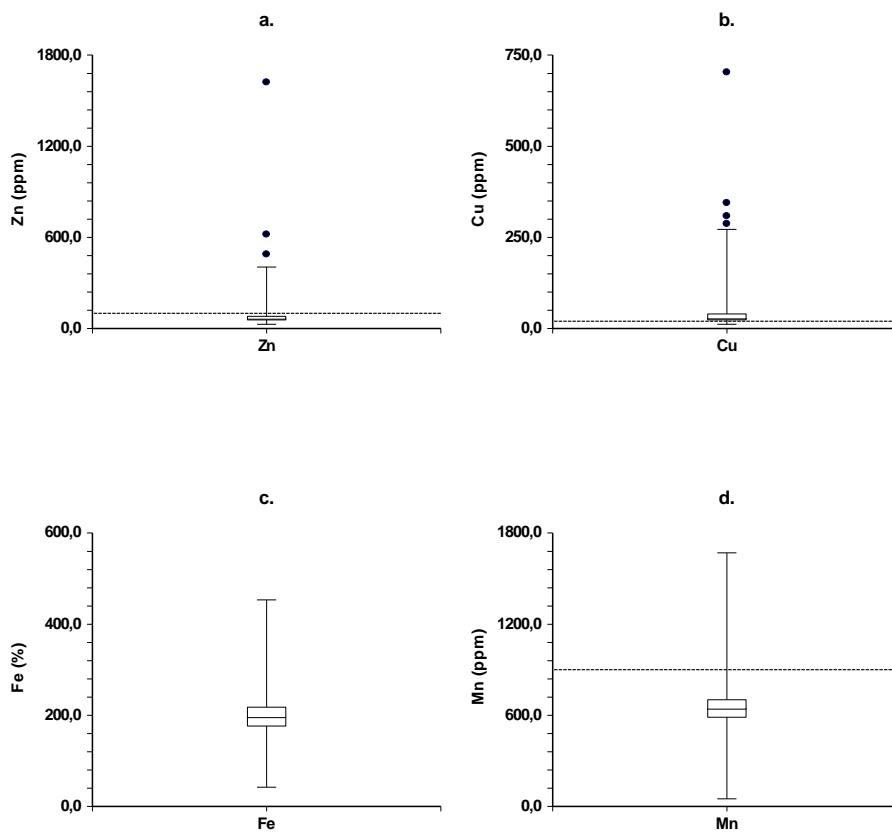 a.
1800,0
1200,0
600,0
0,0
Zn (ppm)
Zn
b.
750,0
500,0
250,0
0,0
Cu (ppm)
Cu
c.
600,0
400,0
200,0
0,0
Fe (%)
Fe
d.
1800,0
1200,0
600,0
0,0
Mn (ppm)
Mn